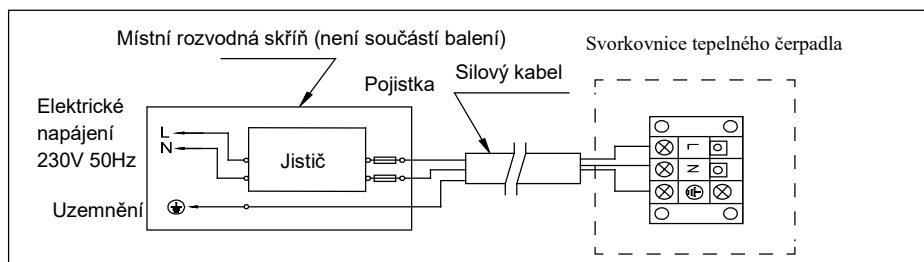 Místní rozvodná skříň (není součástí balení)
Svorkovnice tepelného čerpadla
Pojistka
Silový kabel
Elektrické
napájení
230V 50Hz
L
N
Jistič
Uzemnění
L
N